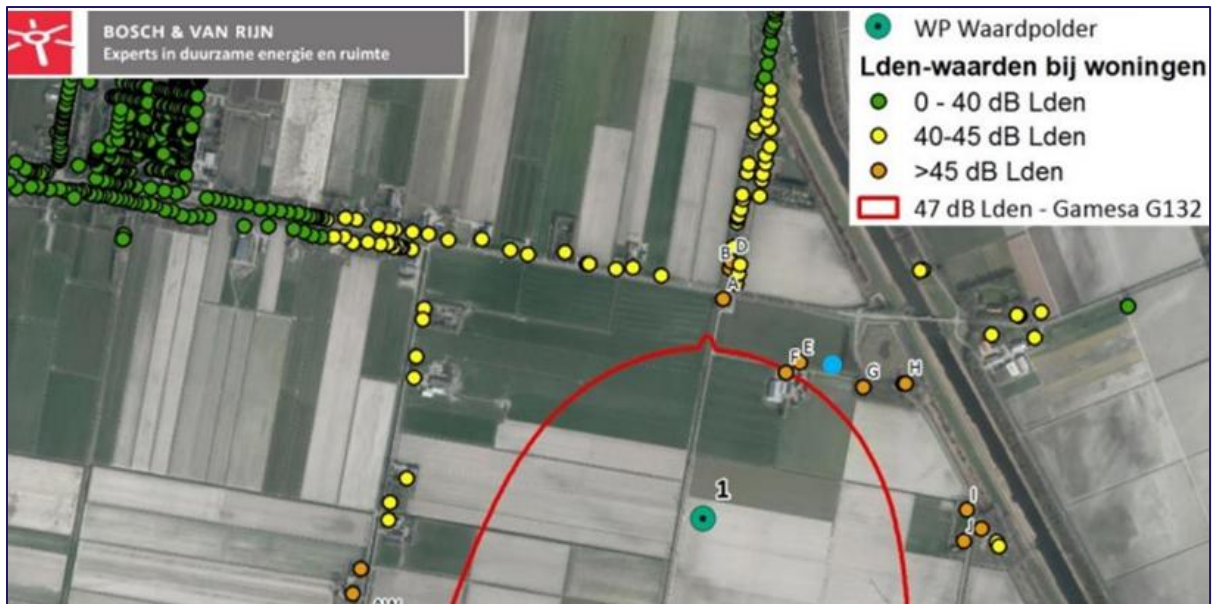 BOSCH & VAN RIJN
Experts in duurzame energie en ruimte
WP Waardpolder
Lden-waarden bij woningen
0 - 40 dB Lden
40-45 dB Lden
>45 dB Lden
47 dB Lden - Gamesa G132
B D
A
F E
G H
1
I
J